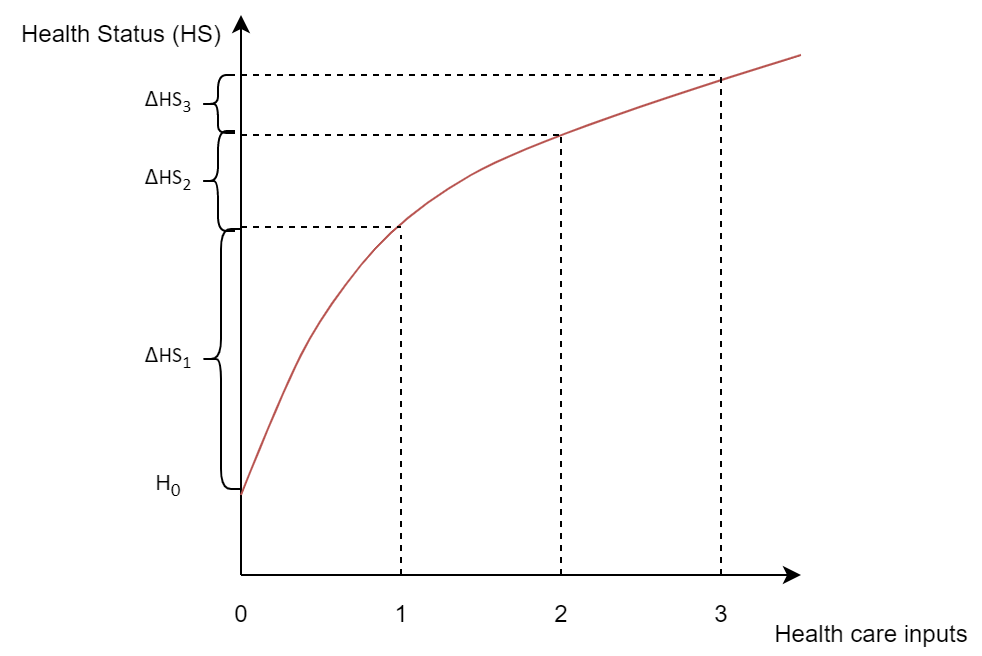 Health Status (HS)
ΔHS₃
ΔHS₂
ΔHS₁
H₀
0 1 2 3
Health care inputs